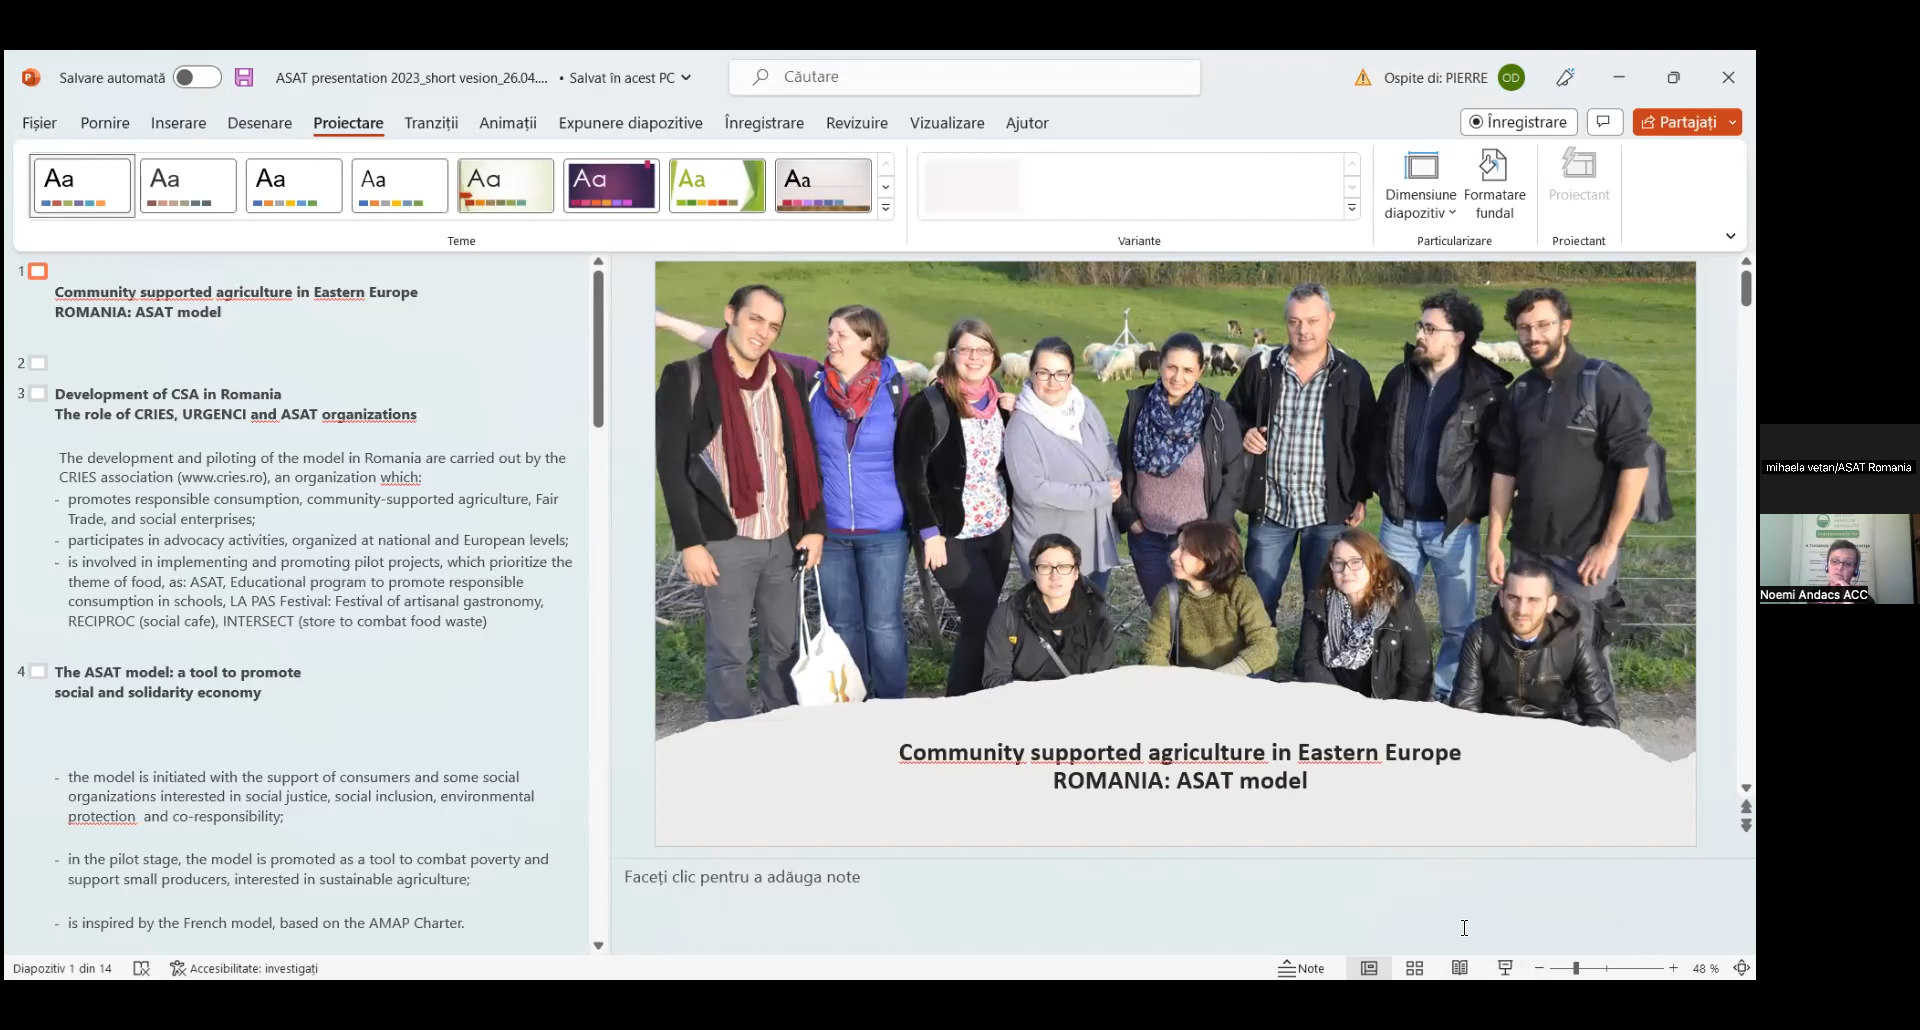 Salvare automată
ASAT presentation 2023_short vesion_26.04.... • Salvat în acest PC
Căutare
Ospite di: PIERRE
OD
Fișier
Pornire
Inserare
Desenare
Proiectare
Tranziții
Animații
Expunere diapozitive
Înregistrare
Revizuire
Vizualizare
Ajutor
Înregistrare
Partajați
Aa
Aa
Aa
Aa
Aa
Aa
Aa
Aa
Dimensiune
diapozitiv
Formatare
fundal
Proiectant
Teme
Variante
Particularizare
Proiectant
1
Community supported agriculture in Eastern Europe
ROMANIA: ASAT model
2
3
Development of CSA in Romania
The role of CRIES, URGENCI and ASAT organizations
The development and piloting of the model in Romania are carried out by the
CRIES association (www.cries.ro), an organization which:
- promotes responsible consumption, community-supported agriculture, Fair
Trade, and social enterprises;
- participates in advocacy activities, organized at national and European levels;
- is involved in implementing and promoting pilot projects, which prioritize the
theme of food, as: ASAT, Educational program to promote responsible
consumption in schools, LA PAS Festival: Festival of artisanal gastronomy,
RECIPROC (social cafe), INTERSECT (store to combat food waste)
4
The ASAT model: a tool to promote
social and solidarity economy
- the model is initiated with the support of consumers and some social
organizations interested in social justice, social inclusion, environmental
protection and co-responsibility;
- in the pilot stage, the model is promoted as a tool to combat poverty and
support small producers, interested in sustainable agriculture;
- is inspired by the French model, based on the AMAP Charter.
Community supported agriculture in Eastern Europe
ROMANIA: ASAT model
Faceți clic pentru a adăuga note
mihaela vetan/ASAT Romania
Noemi Andacs ACC
Diapozitiv 1 din 14
Accesibilitate: investigați
Note
48 %